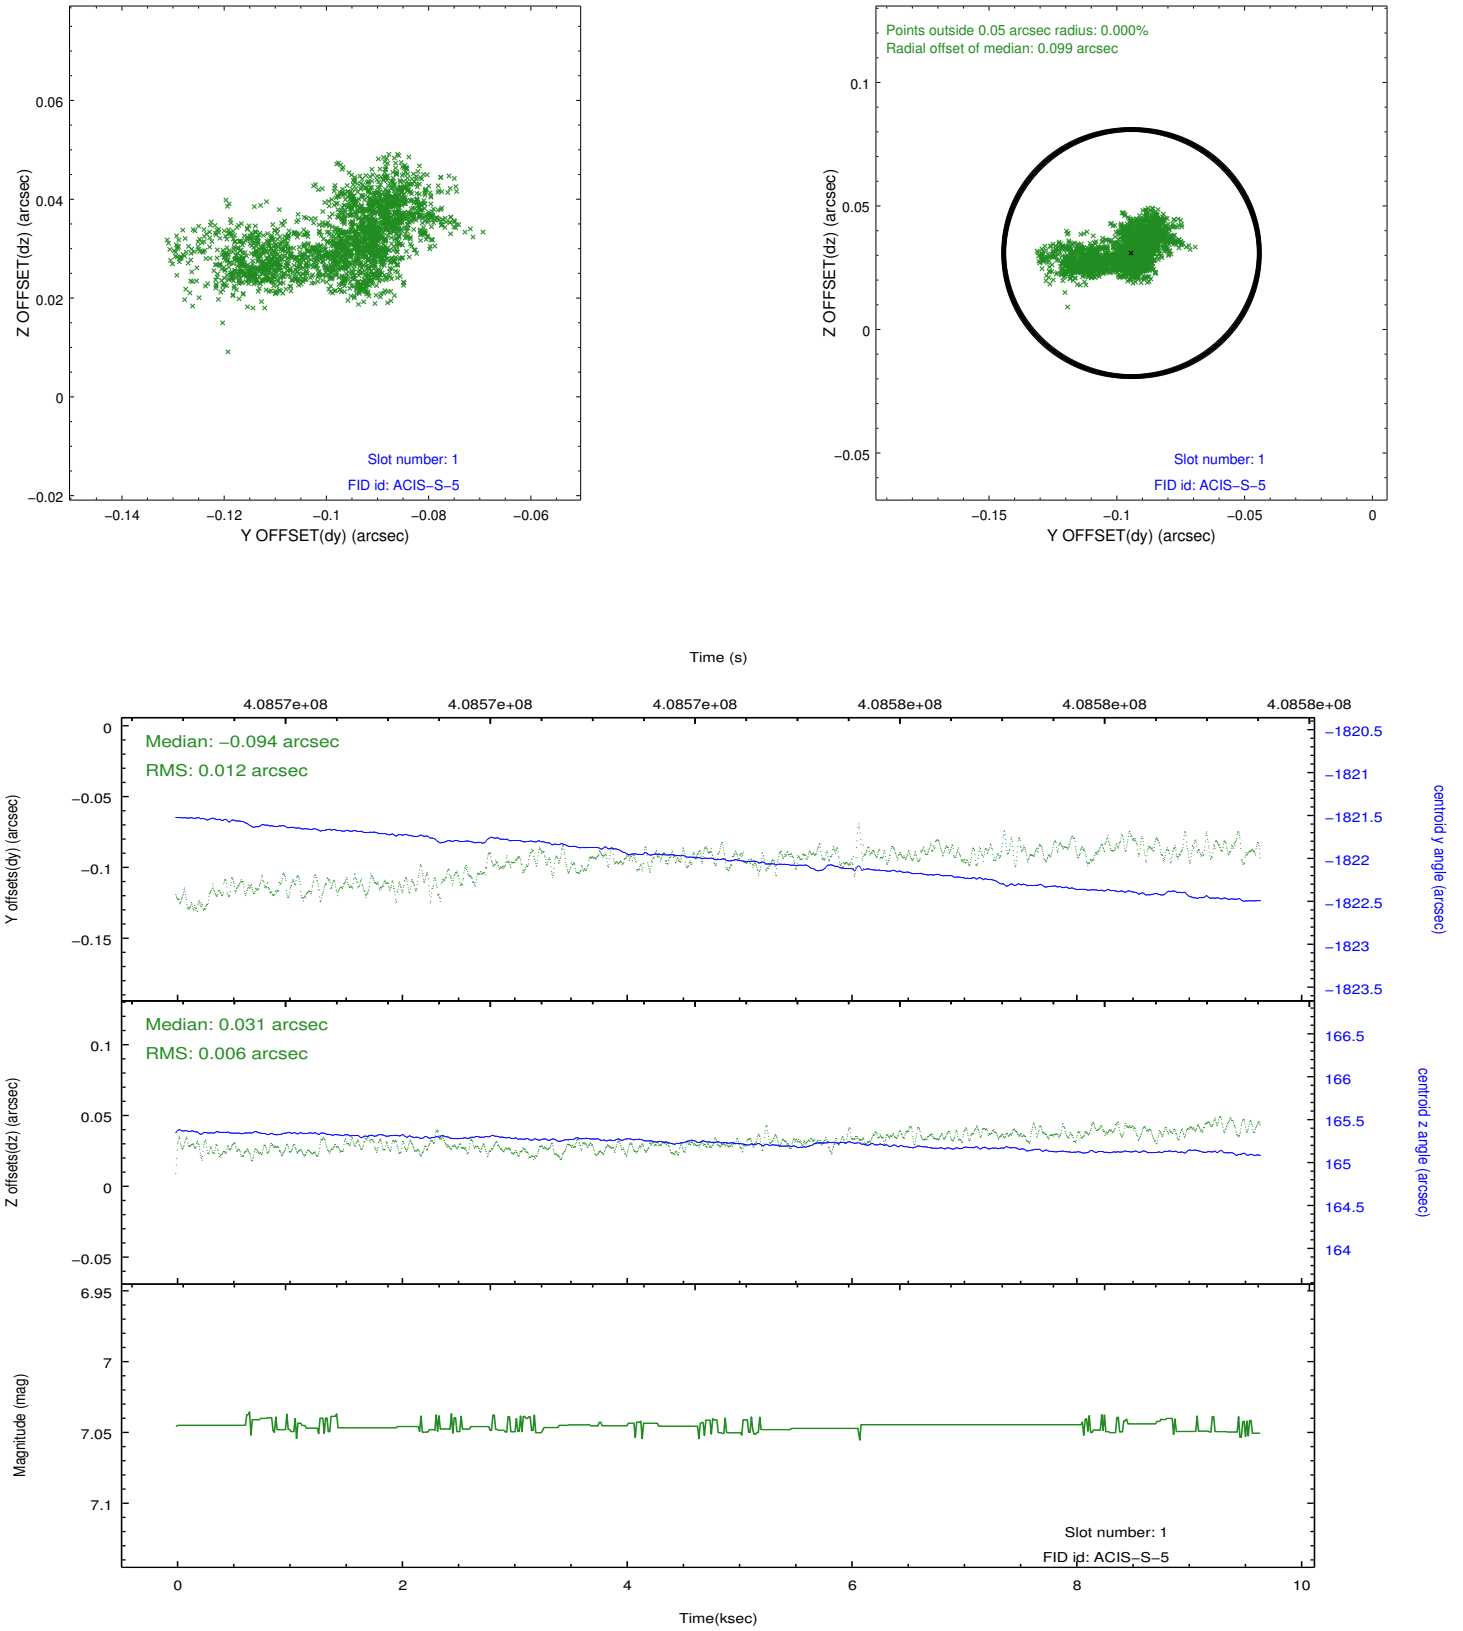 0.06
0.04
0.02
0
−0.02
Z OFFSET(dz) (arcsec)
Slot number: 1
FID id: ACIS−S−5
−0.14 −0.12 −0.1 −0.08 −0.06
Y OFFSET(dy) (arcsec)
Points outside 0.05 arcsec radius: 0.000%
Radial offset of median: 0.099 arcsec
0.1
0.05
0
−0.05
Z OFFSET(dz) (arcsec)
Slot number: 1
FID id: ACIS−S−5
−0.15 −0.1 −0.05 0
Y OFFSET(dy) (arcsec)
Time (s)
4.0857e+08 4.0857e+08 4.0857e+08 4.0858e+08 4.0858e+08 4.0858e+08
Median: −0.094 arcsec
RMS: 0.012 arcsec
0
−0.05
−0.1
−0.15
Y offsets(dy) (arcsec)
−1820.5
−1821
−1821.5
−1822
−1822.5
−1823
−1823.5
centroid y angle (arcsec)
Median: 0.031 arcsec
RMS: 0.006 arcsec
0.1
0.05
0
−0.05
Z offsets(dz) (arcsec)
166.5
166
165.5
165
164.5
164
centroid z angle (arcsec)
6.95
7
7.05
7.1
Magnitude (mag)
Slot number: 1
FID id: ACIS−S−5
0 2 4 6 8 10
Time(ksec)